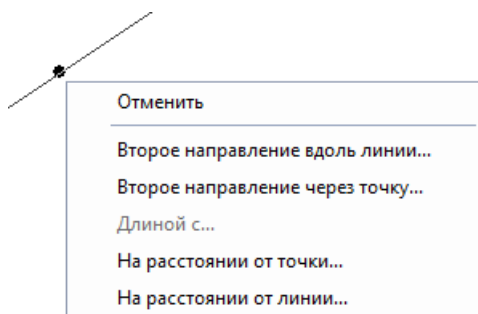 Отменить
Второе направление вдоль линии...
Второе направление через точку...
Длиной с...
На расстоянии от точки...
На расстоянии от линии...